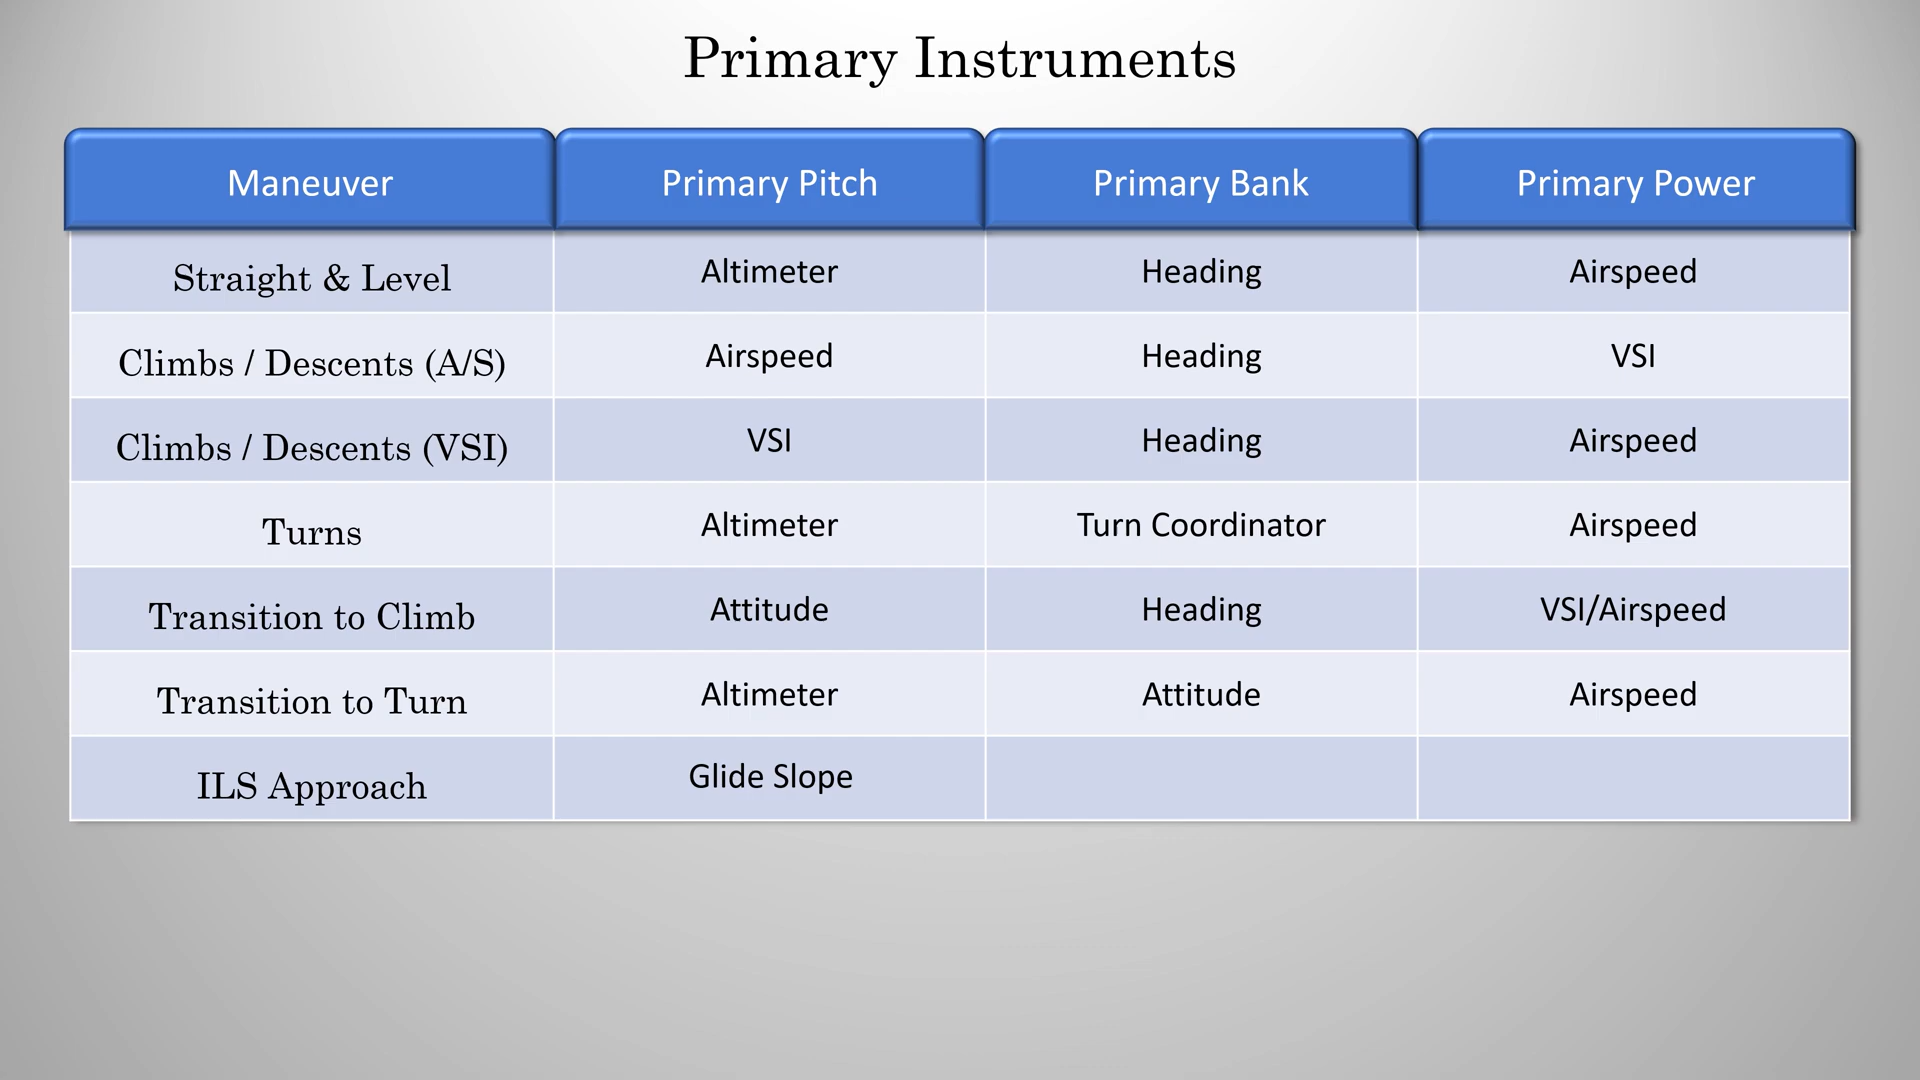 Primary Instruments
Maneuver Primary Pitch Primary Bank Primary Power
Straight & Level Altimeter Heading Airspeed
Climbs / Descents (A/S) Airspeed Heading VSI
Climbs / Descents (VSI) VSI Heading Airspeed
Turns Altimeter Turn Coordinator Airspeed
Transition to Climb Attitude Heading VSI/Airspeed
Transition to Turn Altimeter Attitude Airspeed
ILS Approach Glide Slope